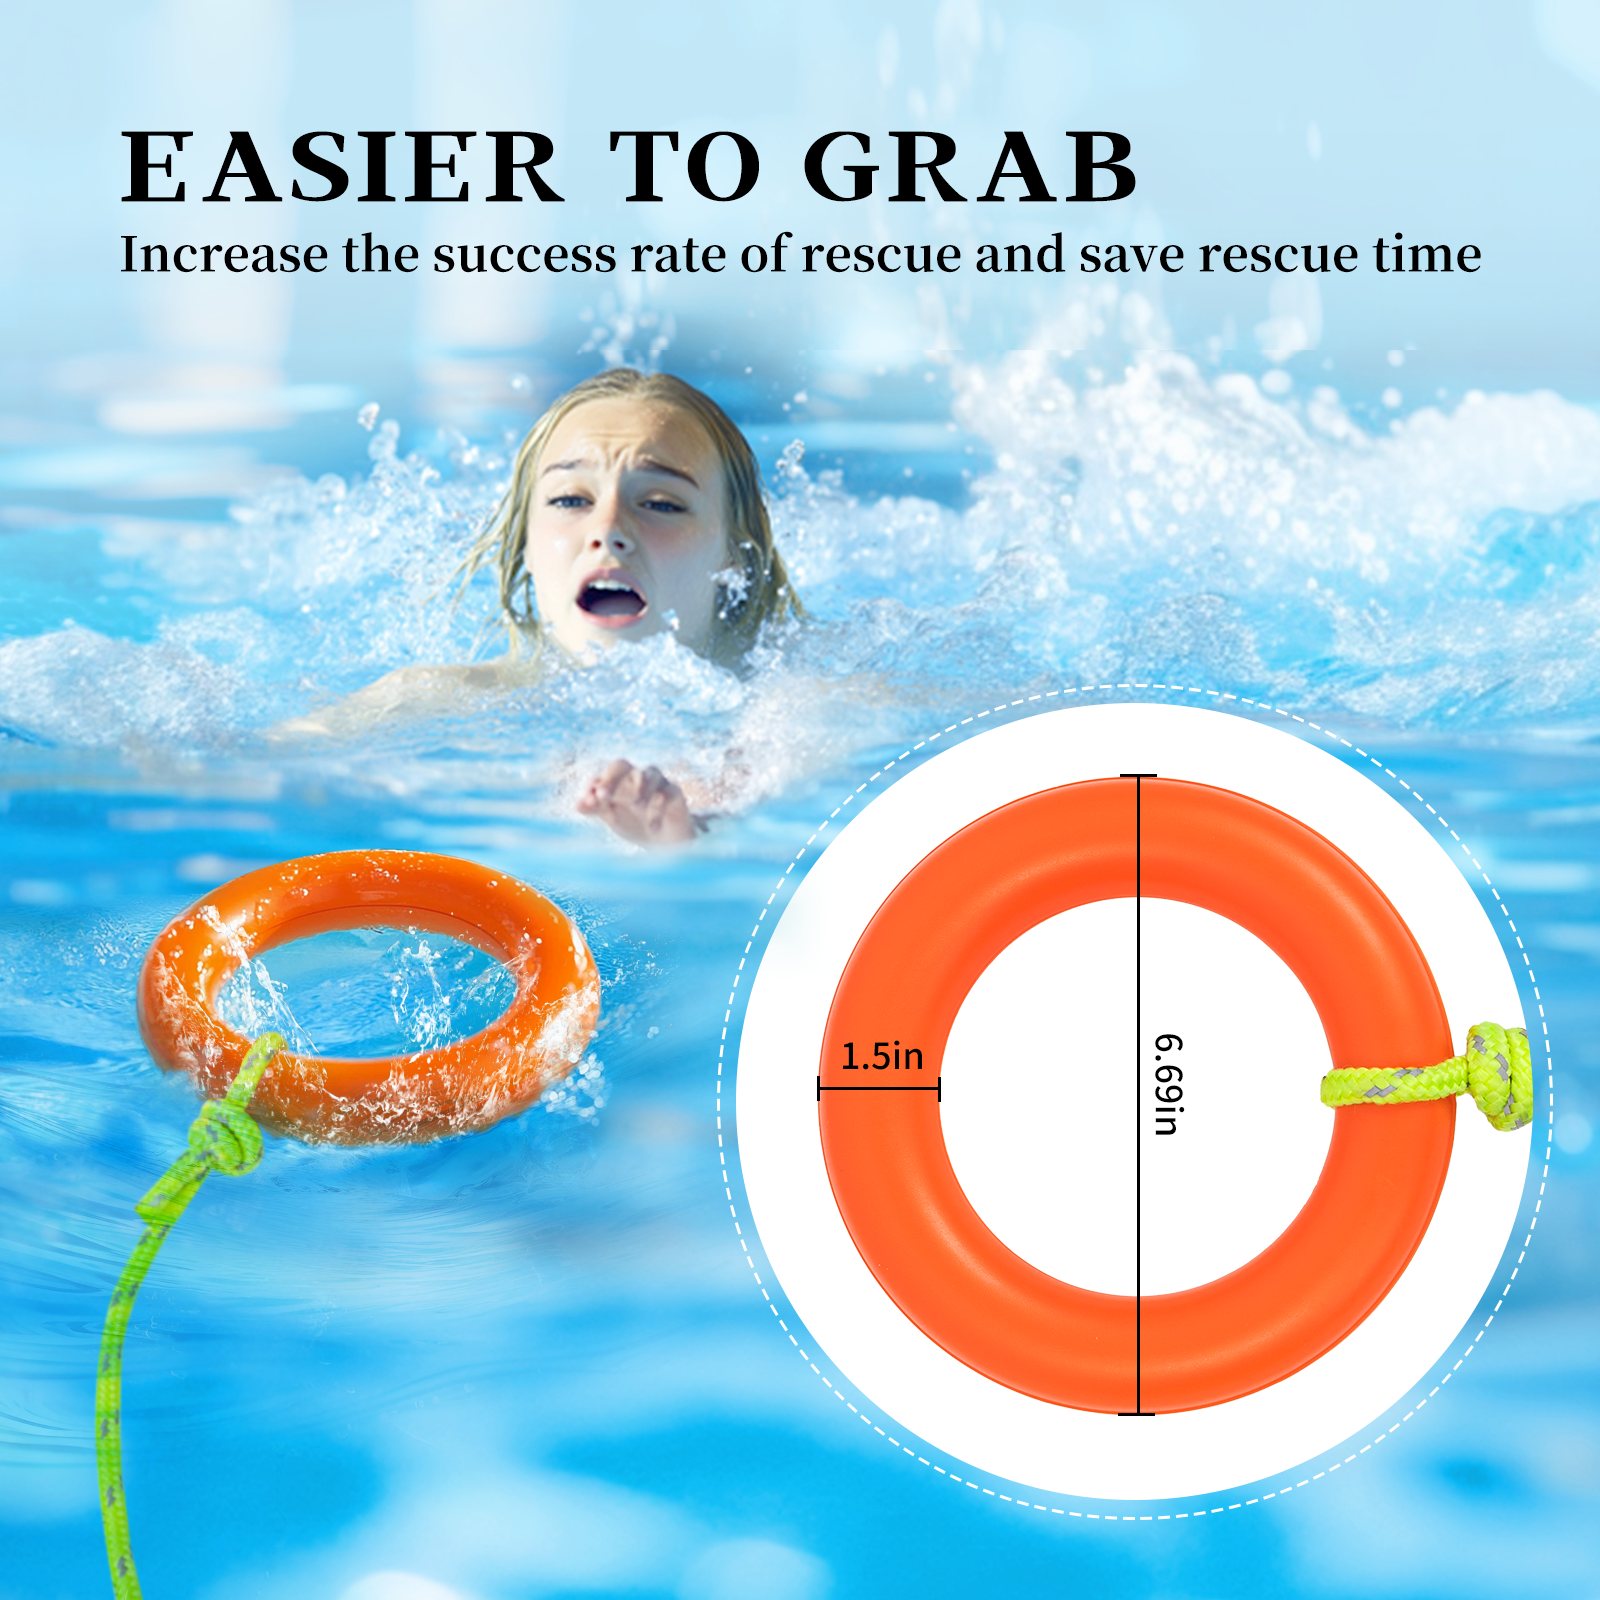 EASIER TO GRAB
Increase the success rate of rescue and save rescue time
1.5in
6.69in